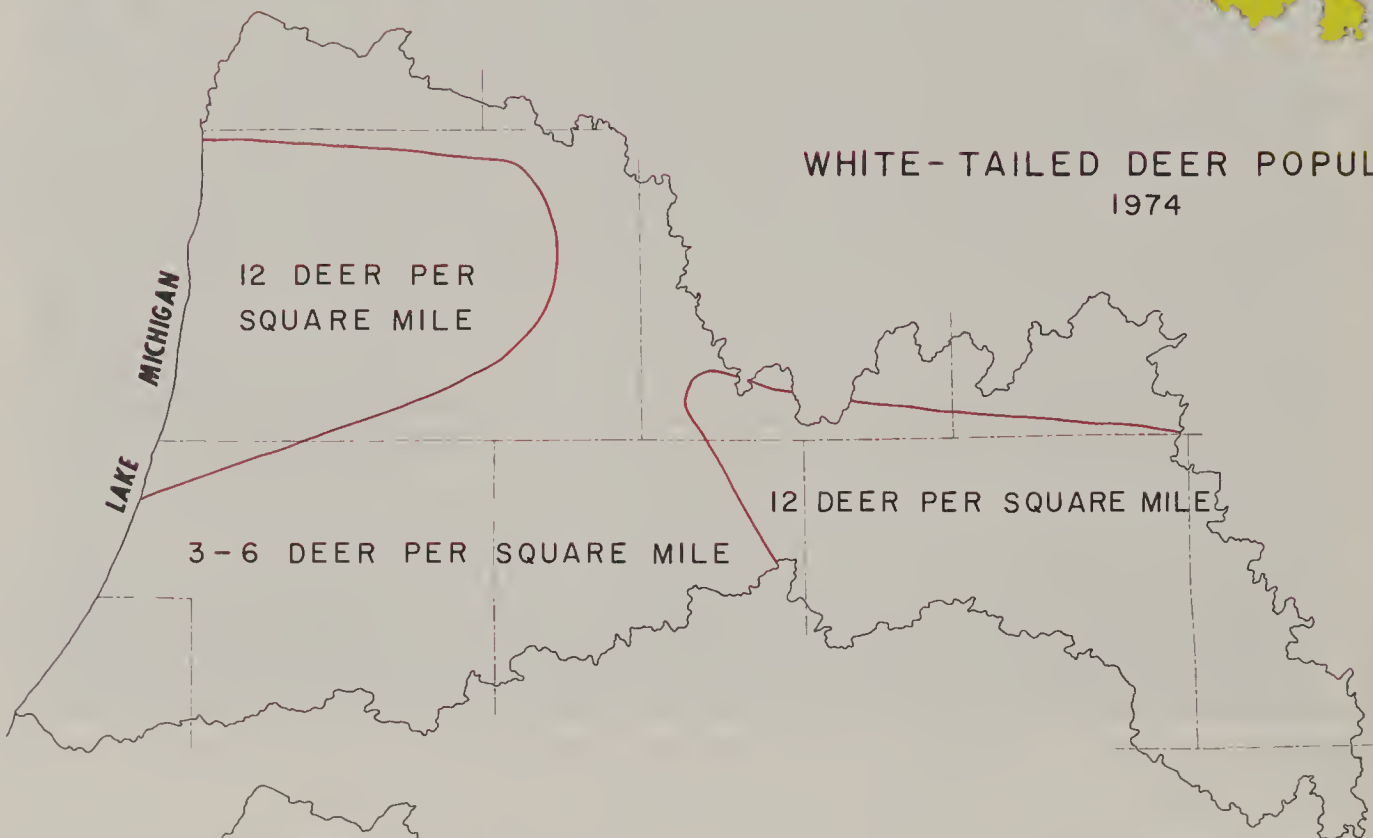 WHITE-TAILED DEER
1974
12 DEER PER
SQUARE MILE
LAKE MICHIGAN
12 DEER PER SQUARE MILE
3-6 DEER PER SQUARE MILE